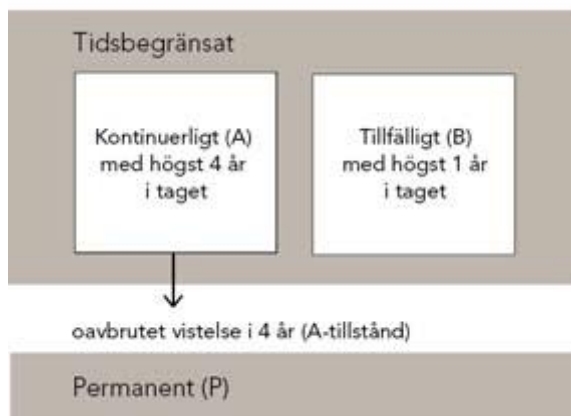 Tidsbegränsat
Kontinuerligt (A)
med högst 4 år
i taget
Tillfälligt (B)
med högst 1 år
i taget
oavbrutet vistelse i 4 år (A-tillstånd)
Permanent (P)